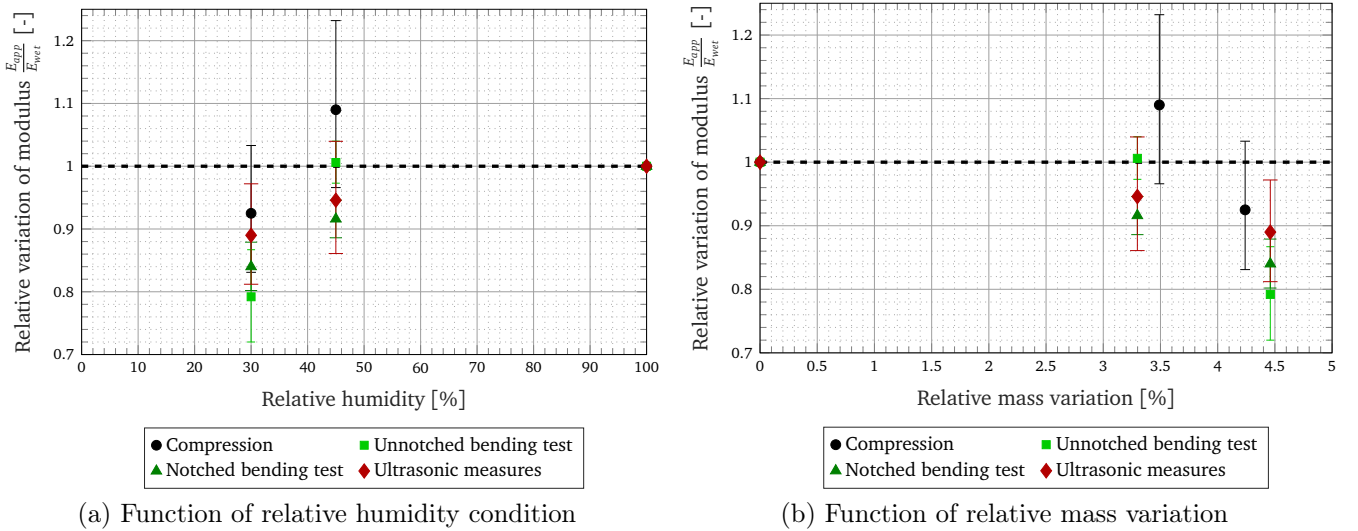 Relative variation of modulus E_app/E_wet [-]
1.2
1.1
1
0.9
0.8
0.7
0 10 20 30 40 50 60 70 80 90 100
Relative humidity [%]
Compression Unnotched bending test
Notched bending test Ultrasonic measures
(a) Function of relative humidity condition
Relative variation of modulus E_app/E_wet [-]
1.2
1.1
1
0.9
0.8
0.7
0 0.5 1 1.5 2 2.5 3 3.5 4 4.5 5
Relative mass variation [%]
Compression Unnotched bending test
Notched bending test Ultrasonic measures
(b) Function of relative mass variation